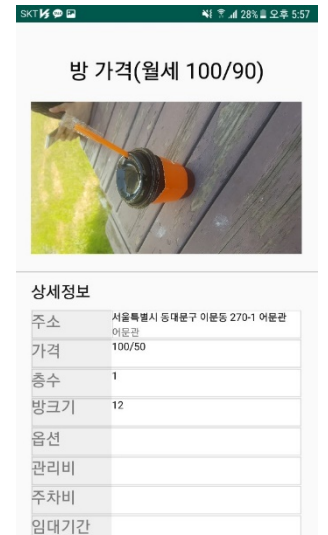 SKT 28% 오후 5:57
방 가격(월세 100/90)
상세정보
주소 서울특별시 동대문구 이문동 270-1 어문관
어문관
가격 100/50
층수 1
방크기 12
옵션
관리비
주차비
임대기간